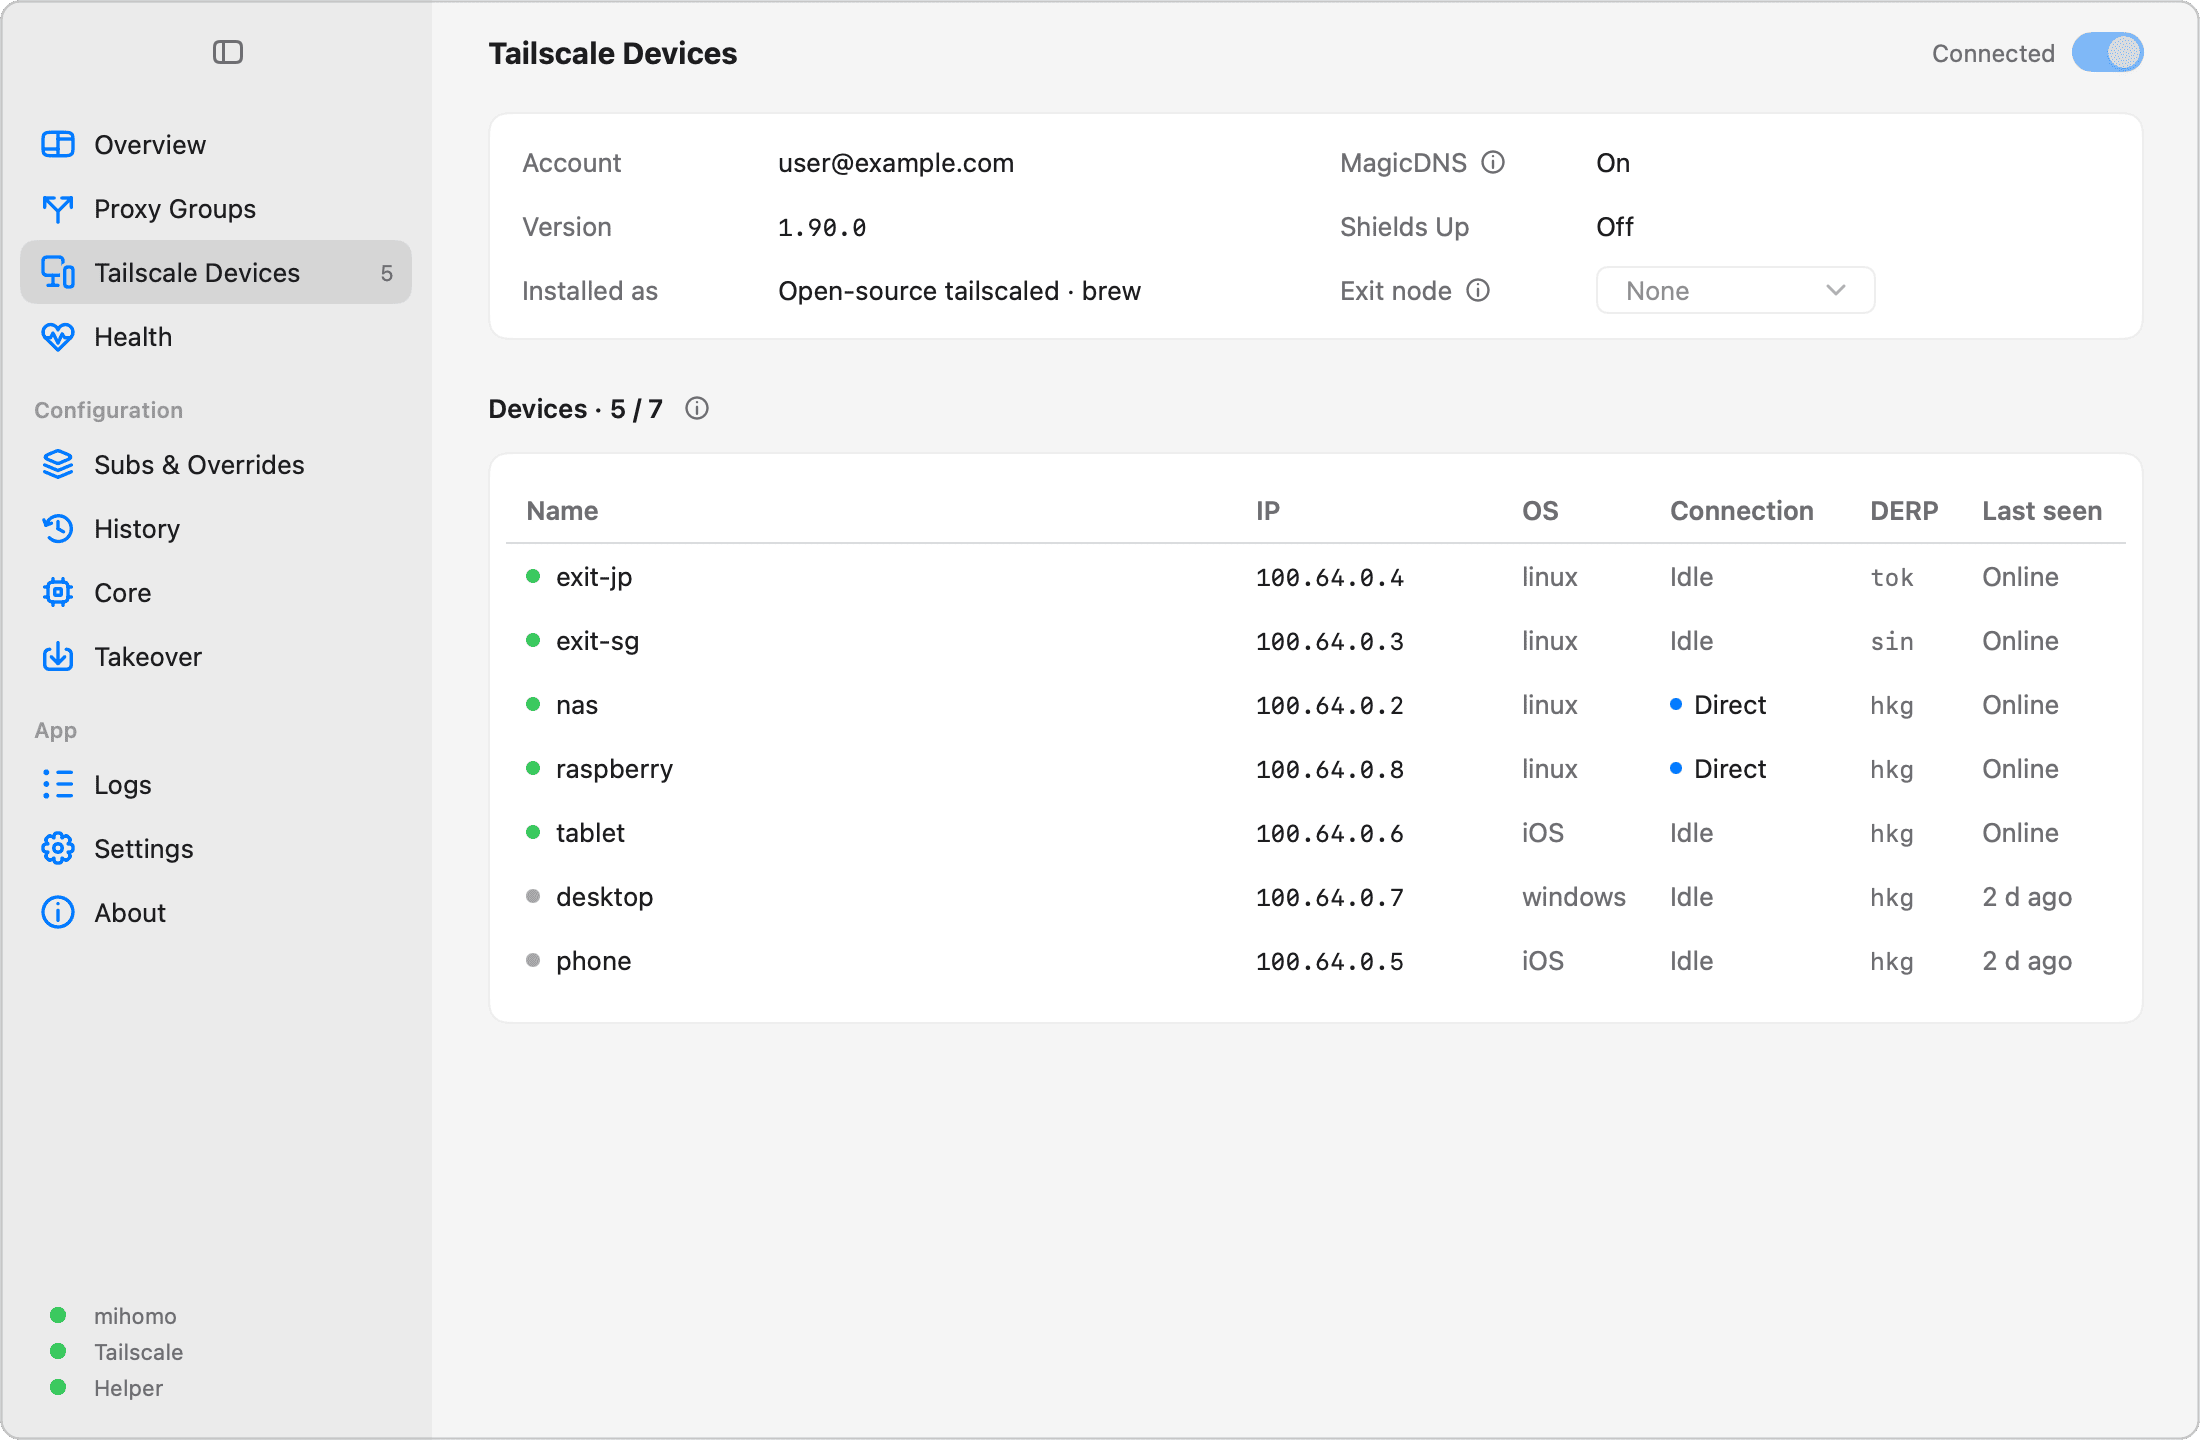 Overview
Proxy Groups
Tailscale Devices 5
Health
Configuration
Subs & Overrides
History
Core
Takeover
App
Logs
Settings
About
mihomo
Tailscale
Helper
Tailscale Devices
Connected
Account user@example.com MagicDNS On
Version 1.90.0 Shields Up Off
Installed as Open-source tailscaled · brew Exit node None
Devices · 5 / 7
Name IP OS Connection DERP Last seen
exit-jp 100.64.0.4 linux Idle tok Online
exit-sg 100.64.0.3 linux Idle sin Online
nas 100.64.0.2 linux Direct hkg Online
raspberry 100.64.0.8 linux Direct hkg Online
tablet 100.64.0.6 iOS Idle hkg Online
desktop 100.64.0.7 windows Idle hkg 2 d ago
phone 100.64.0.5 iOS Idle hkg 2 d ago